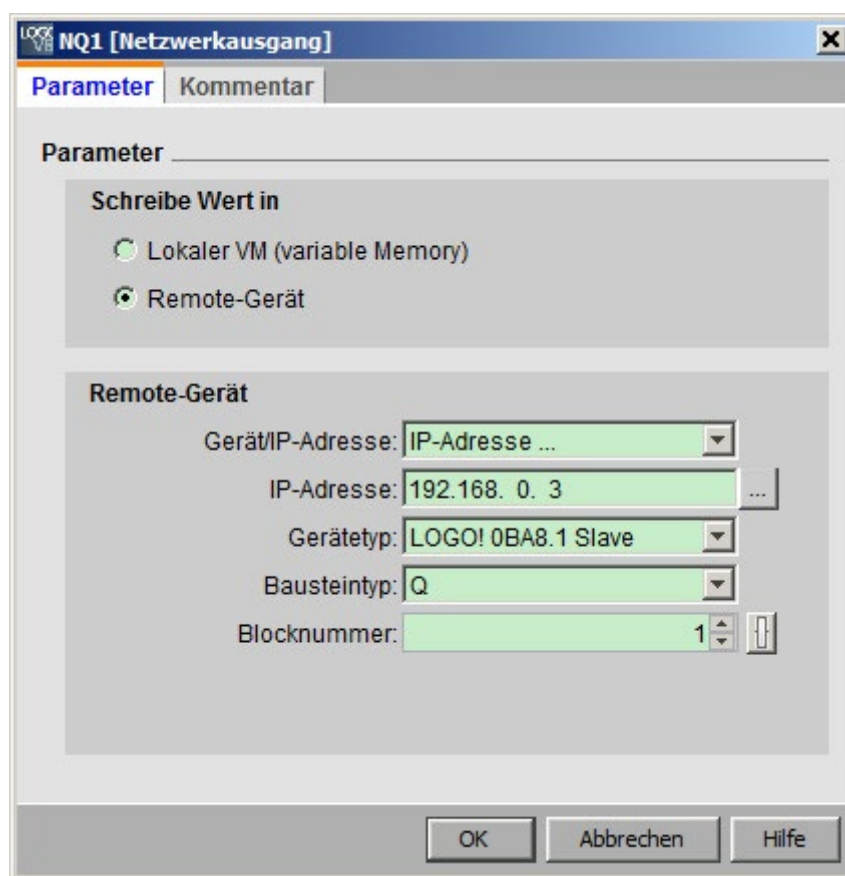 NQ1 [Netzwerkausgang]
Parameter Kommentar
Parameter
Schreibe Wert in
Lokaler VM (variable Memory)
Remote-Gerät
Remote-Gerät
Gerät/IP-Adresse: IP-Adresse ...
IP-Adresse: 192.168. 0. 3 ...
Gerätetyp: LOGO! 0BA8.1 Slave
Bausteintyp: Q
Blocknummer: 1
OK Abbrechen Hilfe